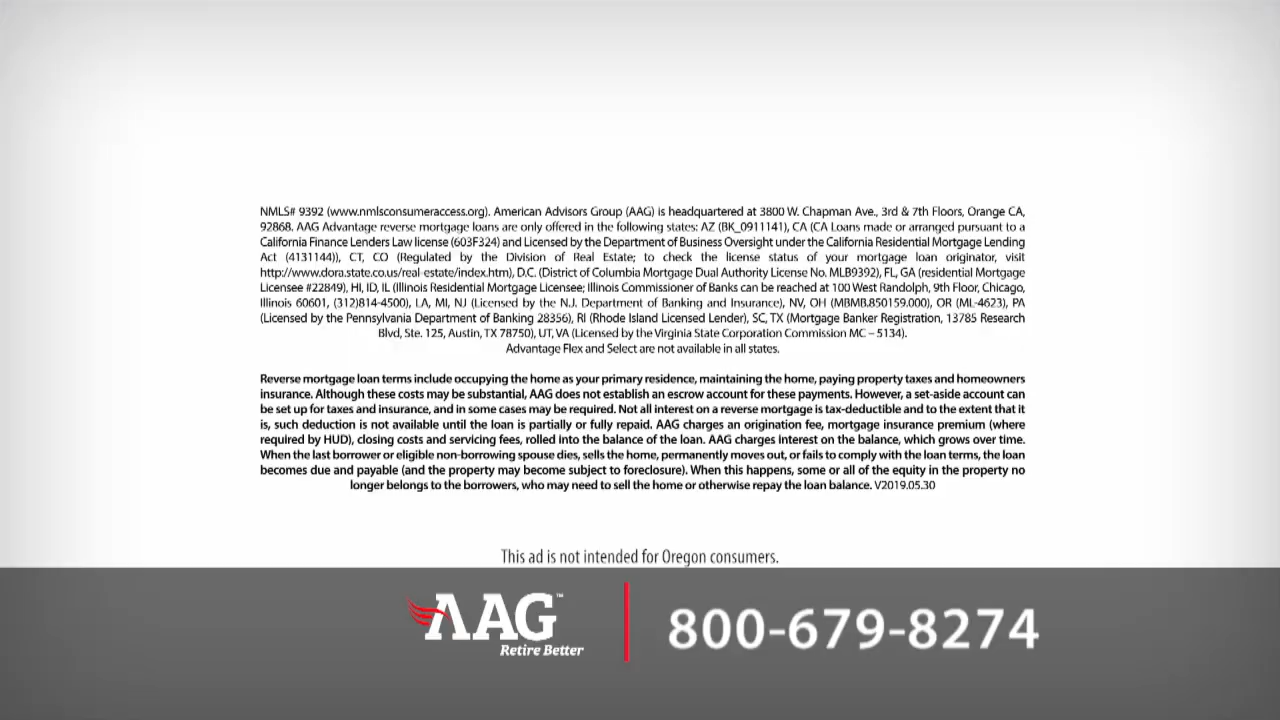 NMLS# 9392 (www.nmlsconsumeraccess.org). American Advisors Group (AAG) is headquartered at 3800 W. Chapman Ave., 3rd & 7th Floors, Orange CA,
92868. AAG Advantage reverse mortgage loans are only offered in the following states: AZ (BK_0911141), CA (CA Loans made or arranged pursuant to a
California Finance Lenders Law license (603F324) and Licensed by the Department of Business Oversight under the California Residential Mortgage Lending
Act (4131144)), CT, CO (Regulated by the Division of Real Estate; to check the license status of your mortgage loan originator, visit
http://www.dora.state.co.us/real-estate/index.htm), D.C. (District of Columbia Mortgage Dual Authority License No. MLB9392), FL, GA (residential Mortgage
Licensee #22849), HI, ID, IL (Illinois Residential Mortgage Licensee; Illinois Commissioner of Banks can be reached at 100 West Randolph, 9th Floor, Chicago,
Illinois 60601, (312)814-4500), LA, MI, NJ (Licensed by the N.J. Department of Banking and Insurance), NV, OH (MBMB.850159.000), OR (ML-4623), PA
(Licensed by the Pennsylvania Department of Banking 28356), RI (Rhode Island Licensed Lender), SC, TX (Mortgage Banker Registration, 13785 Research
Blvd, Ste. 125, Austin, TX 78750), UT, VA (Licensed by the Virginia State Corporation Commission MC – 5134).
Advantage Flex and Select are not available in all states.
Reverse mortgage loan terms include occupying the home as your primary residence, maintaining the home, paying property taxes and homeowners
insurance. Although these costs may be substantial, AAG does not establish an escrow account for these payments. However, a set-aside account can
be set up for taxes and insurance, and in some cases may be required. Not all interest on a reverse mortgage is tax-deductible and to the extent that it
is, such deduction is not available until the loan is partially or fully repaid. AAG charges an origination fee, mortgage insurance premium (where
required by HUD), closing costs and servicing fees, rolled into the balance of the loan. AAG charges interest on the balance, which grows over time.
When the last borrower or eligible non-borrowing spouse dies, sells the home, permanently moves out, or fails to comply with the loan terms, the loan
becomes due and payable (and the property may become subject to foreclosure). When this happens, some or all of the equity in the property no
longer belongs to the borrowers, who may need to sell the home or otherwise repay the loan balance. V2019.05.30
This ad is not intended for Oregon consumers.
AAG™
Retire Better
800-679-8274